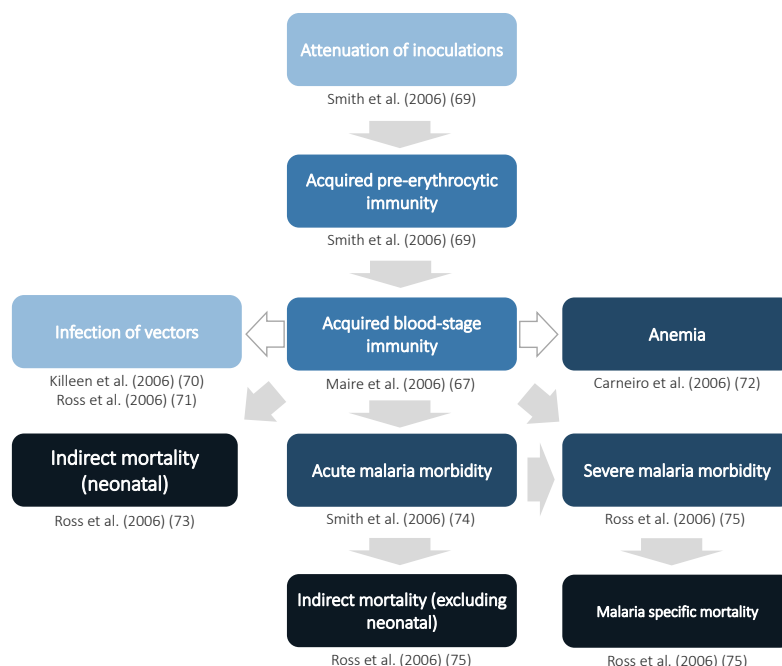 Attenuation of inoculations
Smith et al. (2006) (69)
Acquired pre-erythrocytic
immunity
Smith et al. (2006) (69)
Infection of vectors
Killeen et al. (2006) (70)
Ross et al. (2006) (71)
Acquired blood-stage
immunity
Maire et al. (2006) (67)
Anemia
Carneiro et al. (2006) (72)
Indirect mortality
(neonatal)
Ross et al. (2006) (73)
Acute malaria morbidity
Smith et al. (2006) (74)
Severe malaria morbidity
Ross et al. (2006) (75)
Indirect mortality (excluding
neonatal)
Ross et al. (2006) (75)
Malaria specific mortality
Ross et al. (2006) (75)